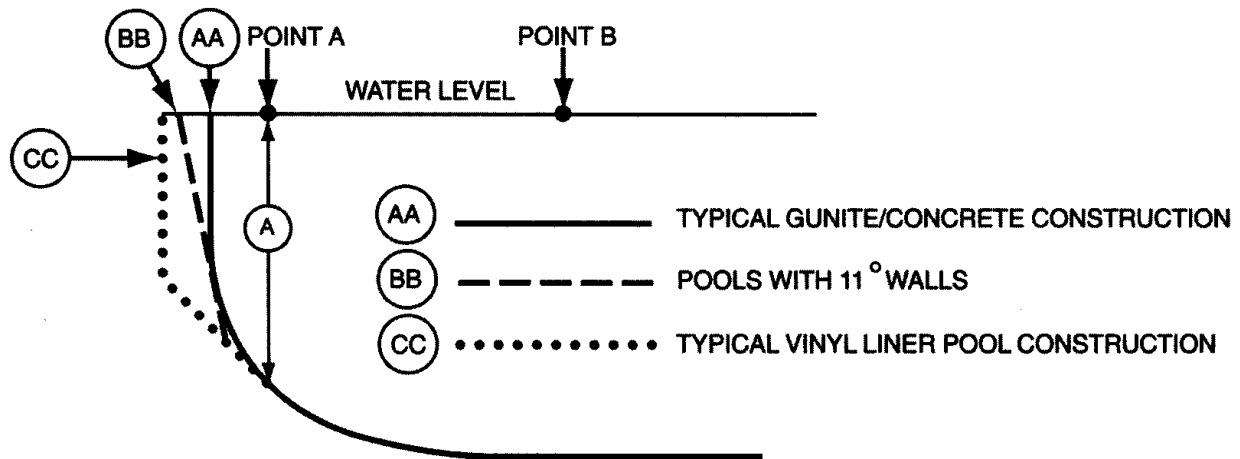 BB
AA
POINT A
POINT B
WATER LEVEL
CC
A
AA TYPICAL GUNITE/CONCRETE CONSTRUCTION
BB POOLS WITH 11° WALLS
CC TYPICAL VINYL LINER POOL CONSTRUCTION